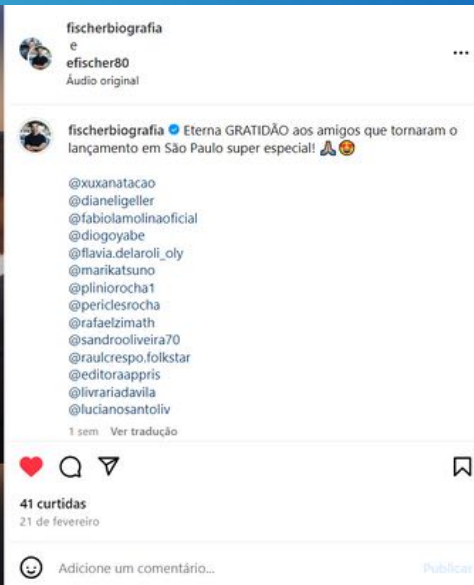 fischerbiografia
e
efischer80
Áudio original
fischerbiografia Eterna GRATIDÃO aos amigos que tornaram o
lançamento em São Paulo super especial! 🙏🏽🤩
@xuxanatacao
@dianeligeller
@fabiolamolinaoficial
@diogoyabe
@flavia.delaroli_oly
@marikatsuno
@pliniorocha1
@periclesrocha
@rafaelzimath
@sandrooliveira70
@raulcrespo.folkstar
@editoraappris
@livrariadavila
@lucianosantoliv
1 sem Ver tradução
41 curtidas
21 de fevereiro
Adicione um comentário... Publicar